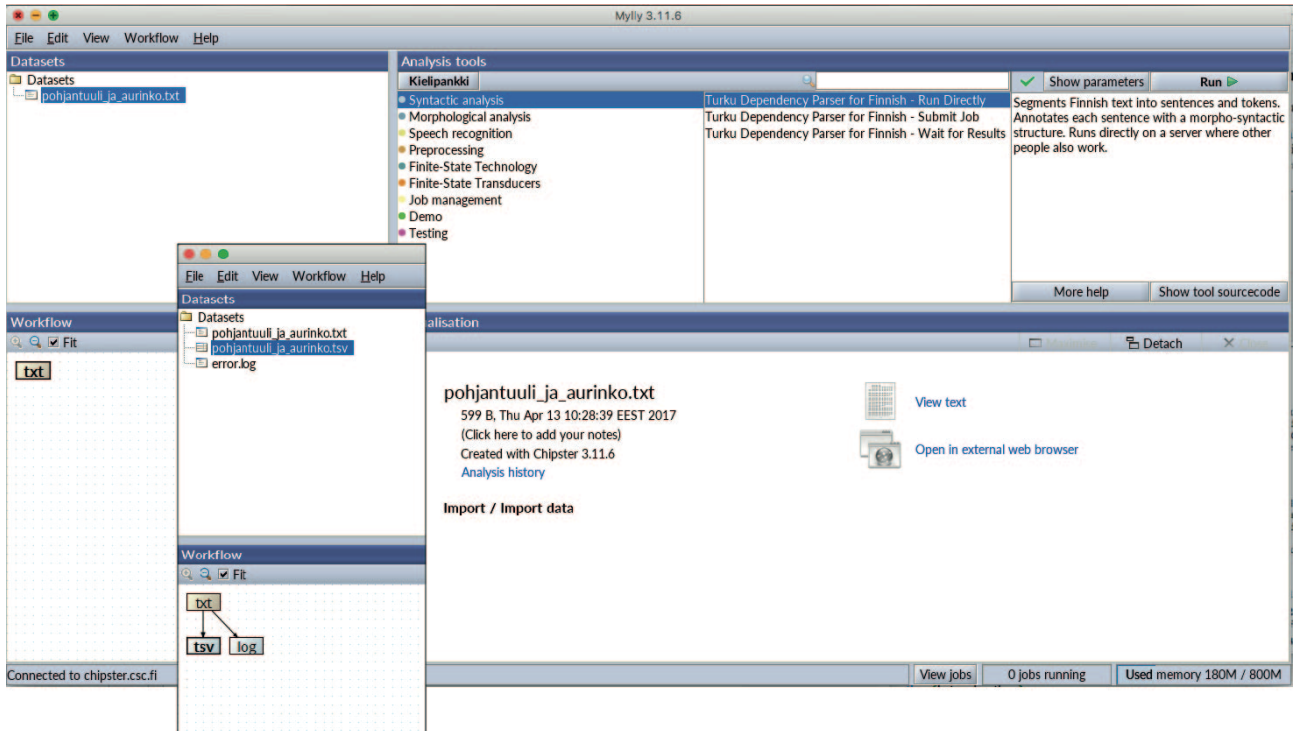 Mylly 3.11.6
File Edit View Workflow Help
Datasets
Datasets
pohjantuuli_ja_aurinko.txt
Analysis tools
Kielipankki
Show parameters
Run
Syntactic analysis
Morphological analysis
Speech recognition
Preprocessing
Finite-State Technology
Finite-State Transducers
Job management
Demo
Testing
Turku Dependency Parser for Finnish - Run Directly
Turku Dependency Parser for Finnish - Submit Job
Turku Dependency Parser for Finnish - Wait for Results
Segments Finnish text into sentences and tokens.
Annotates each sentence with a morpho-syntactic
structure. Runs directly on a server where other
people also work.
More help
Show tool sourcecode
Workflow
Fit
txt
File Edit View Workflow Help
Datasets
Datasets
pohjantuuli_ja_aurinko.txt
pohjantuuli_ja_aurinko.tsv
error.log
Workflow
Fit
txt
tsv log
alisation
Detach
pohjantuuli_ja_aurinko.txt
599 B, Thu Apr 13 10:28:39 EEST 2017
(Click here to add your notes)
Created with Chipster 3.11.6
Analysis history
Import / Import data
View text
Open in external web browser
Connected to chipster.csc.fi
View jobs
0 jobs running
Used memory 180M / 800M